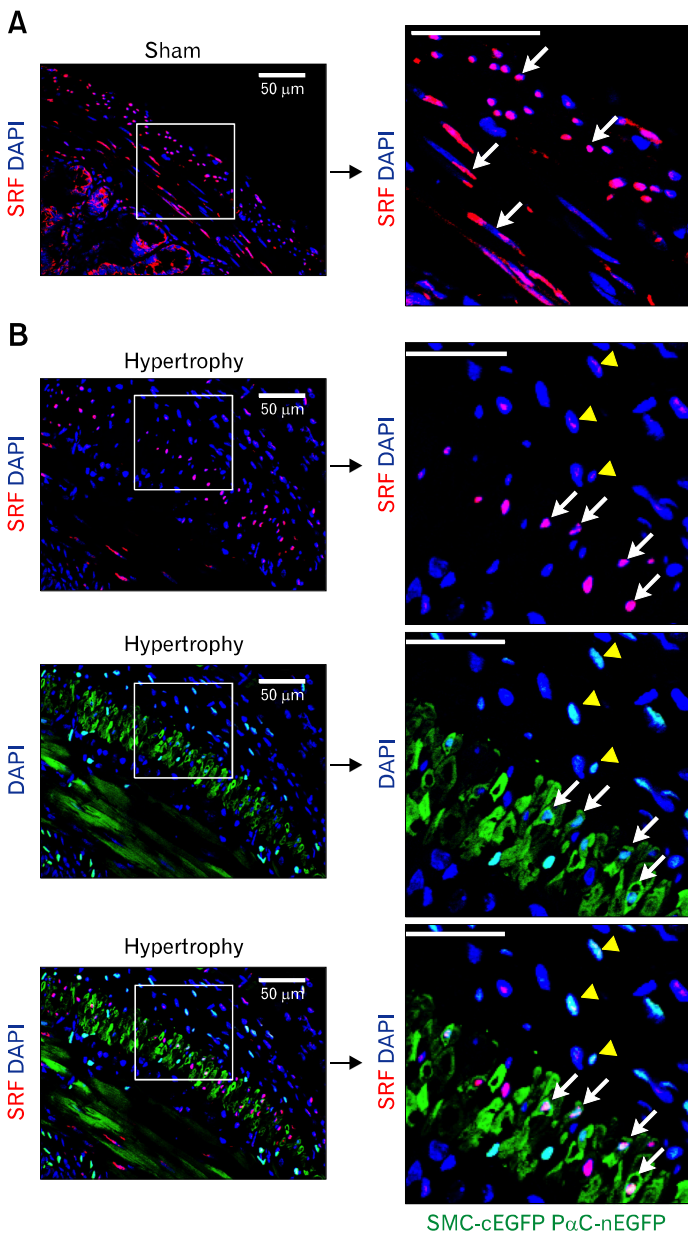 A
Sham
SRF DAPI
50 μm
SRF DAPI
B
Hypertrophy
SRF DAPI
50 μm
SRF DAPI
Hypertrophy
DAPI
50 μm
DAPI
Hypertrophy
SRF DAPI
50 μm
SRF DAPI
SMC-cEGFP PαC-nEGFP